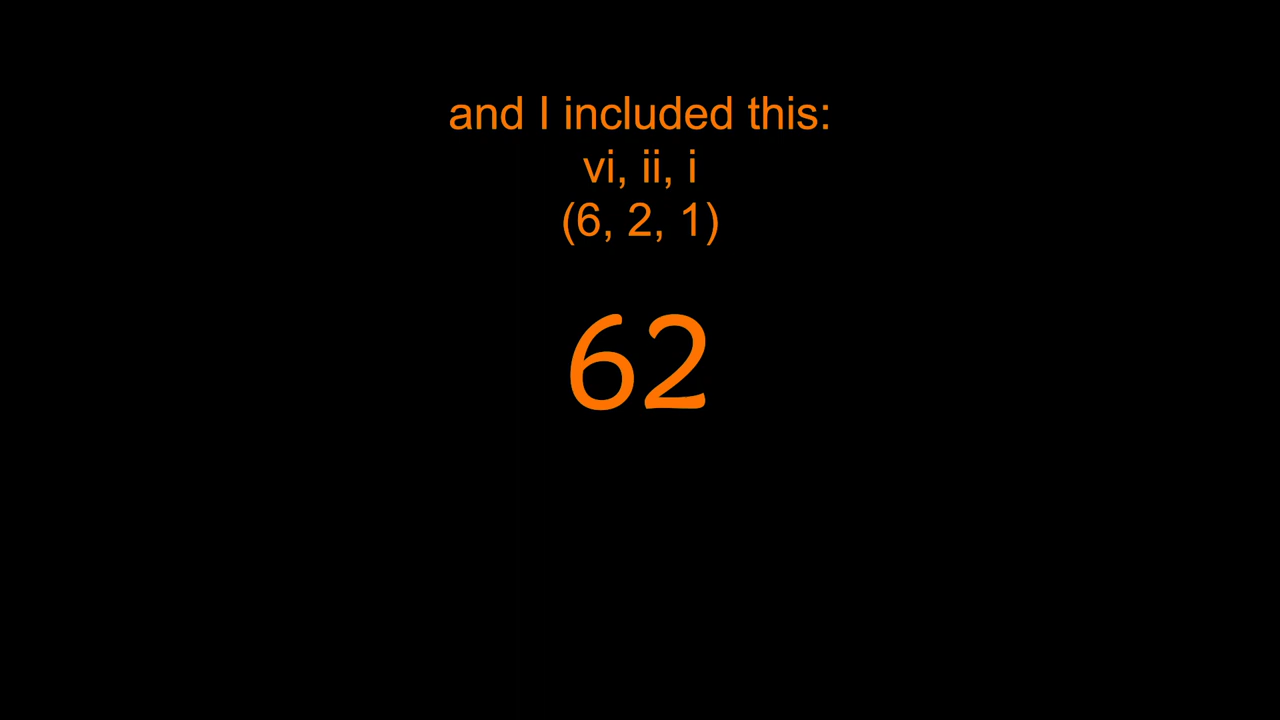 and I included this:
vi, ii, i
(6, 2, 1)
62